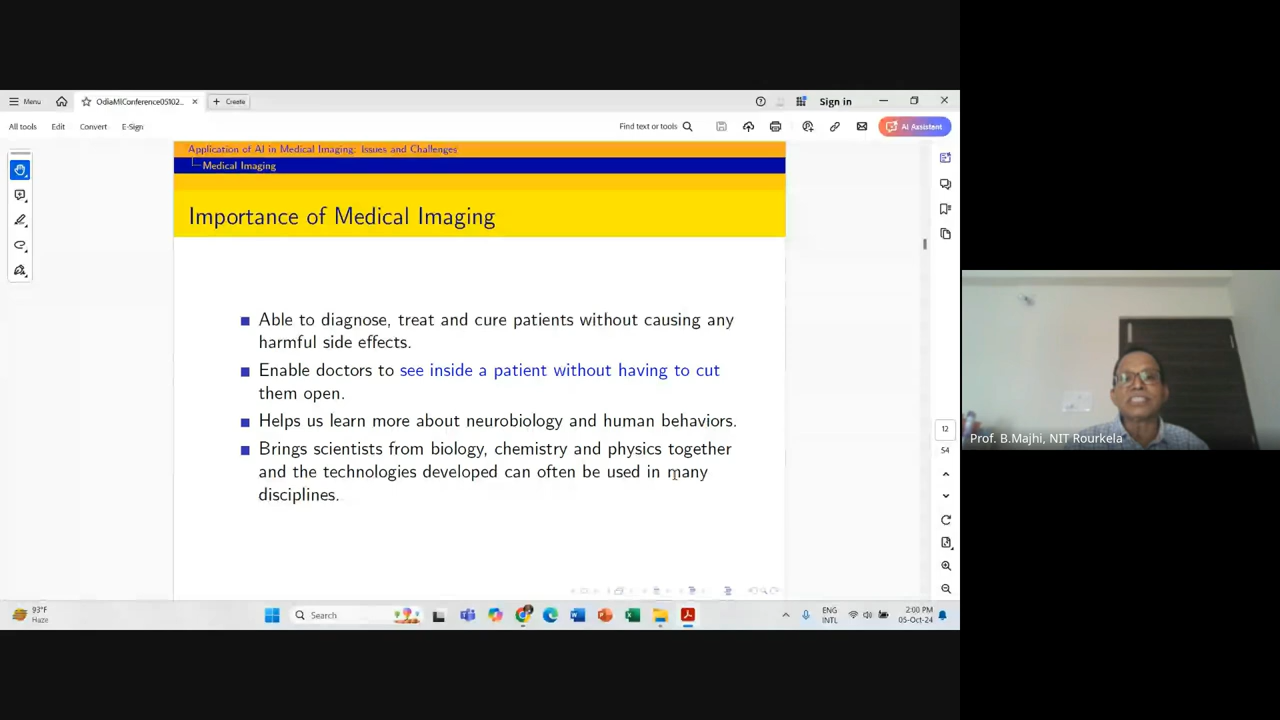 Menu
OdiaMIConference05102...
Create
Sign in
All tools
Edit
Convert
E-Sign
Find text or tools
AI Assistant
Application of AI in Medical Imaging: Issues and Challenges
Medical Imaging
Importance of Medical Imaging
Able to diagnose, treat and cure patients without causing any
harmful side effects.
Enable doctors to see inside a patient without having to cut
them open.
Helps us learn more about neurobiology and human behaviors.
Brings scientists from biology, chemistry and physics together
and the technologies developed can often be used in many
disciplines.
12
54
Prof. B.Majhi, NIT Rourkela
93°F
Haze
Search
ENG
INTL
2:00 PM
05-Oct-24